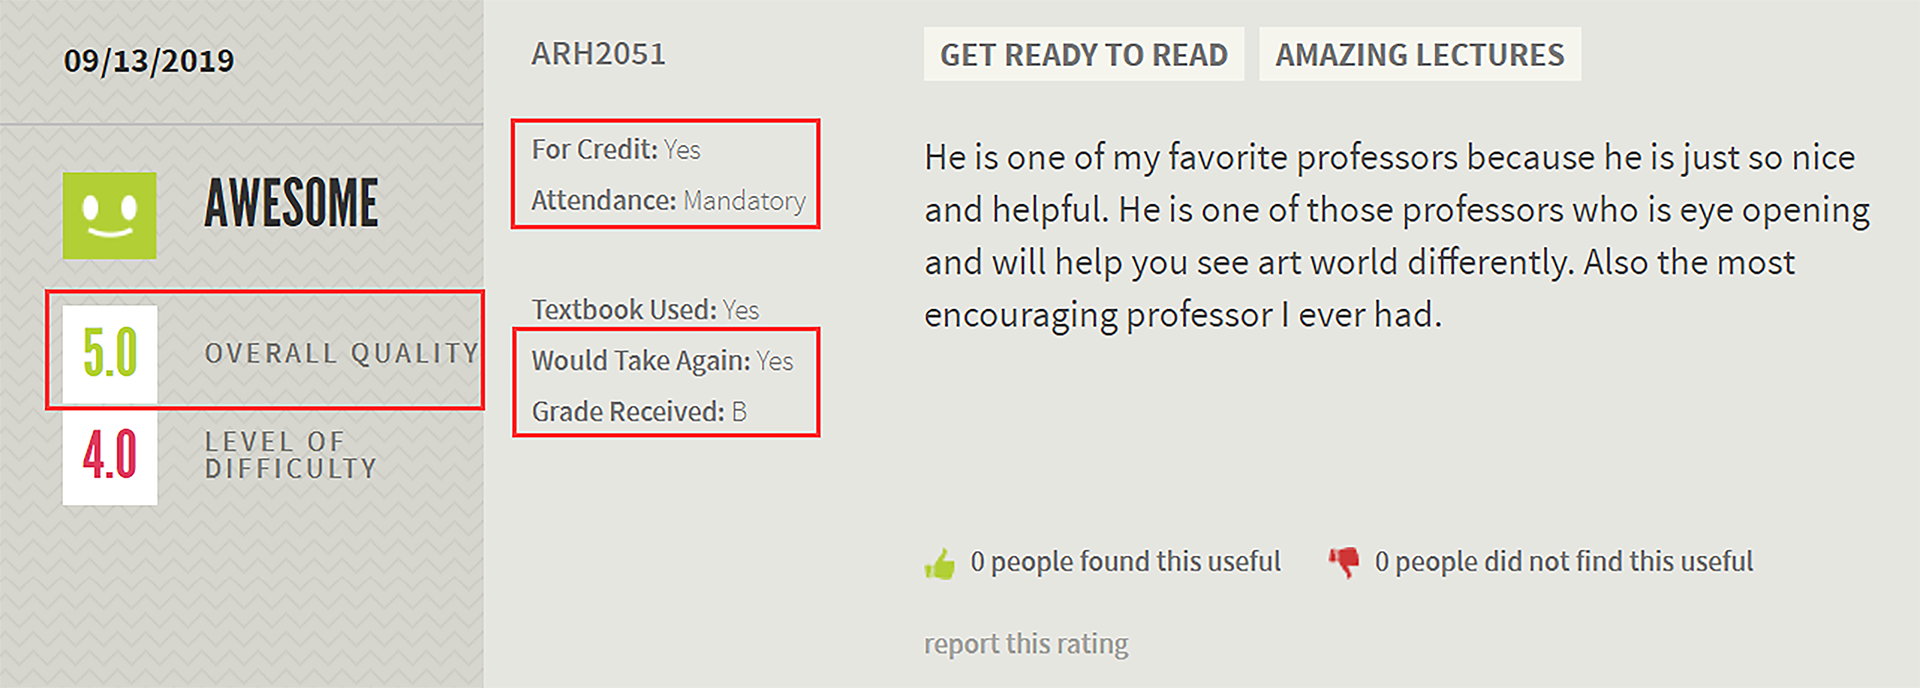 09/13/2019
AWESOME
5.0 OVERALL QUALITY
4.0 LEVEL OF
DIFFICULTY
ARH2051
For Credit: Yes
Attendance: Mandatory
Textbook Used: Yes
Would Take Again: Yes
Grade Received: B
GET READY TO READ AMAZING LECTURES
He is one of my favorite professors because he is just so nice
and helpful. He is one of those professors who is eye opening
and will help you see art world differently. Also the most
encouraging professor I ever had.
0 people found this useful 0 people did not find this useful
report this rating